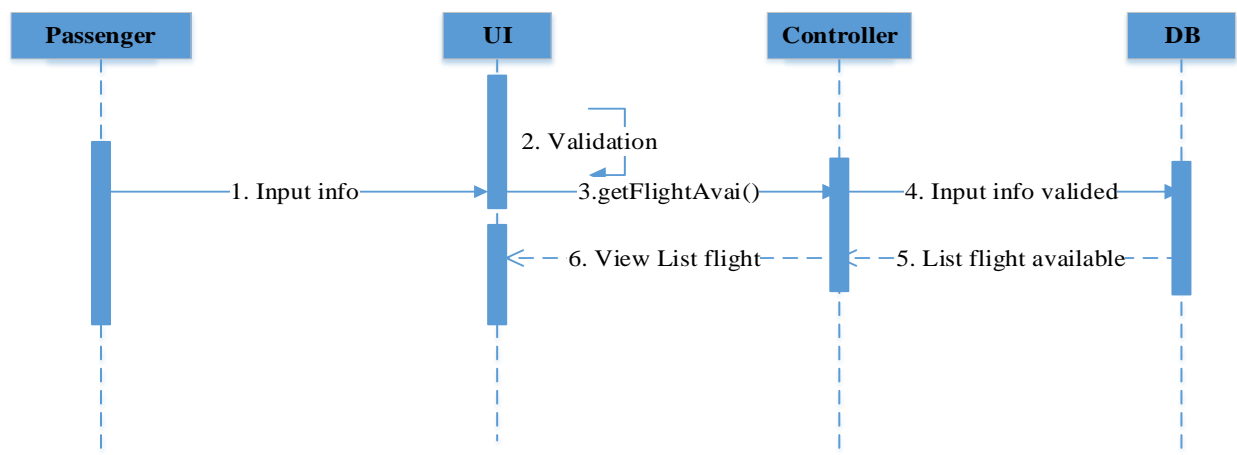 Passenger
UI
Controller
DB
2. Validation
1. Input info
3.getFlightAvai()
4. Input info valided
6. View List flight
5. List flight available